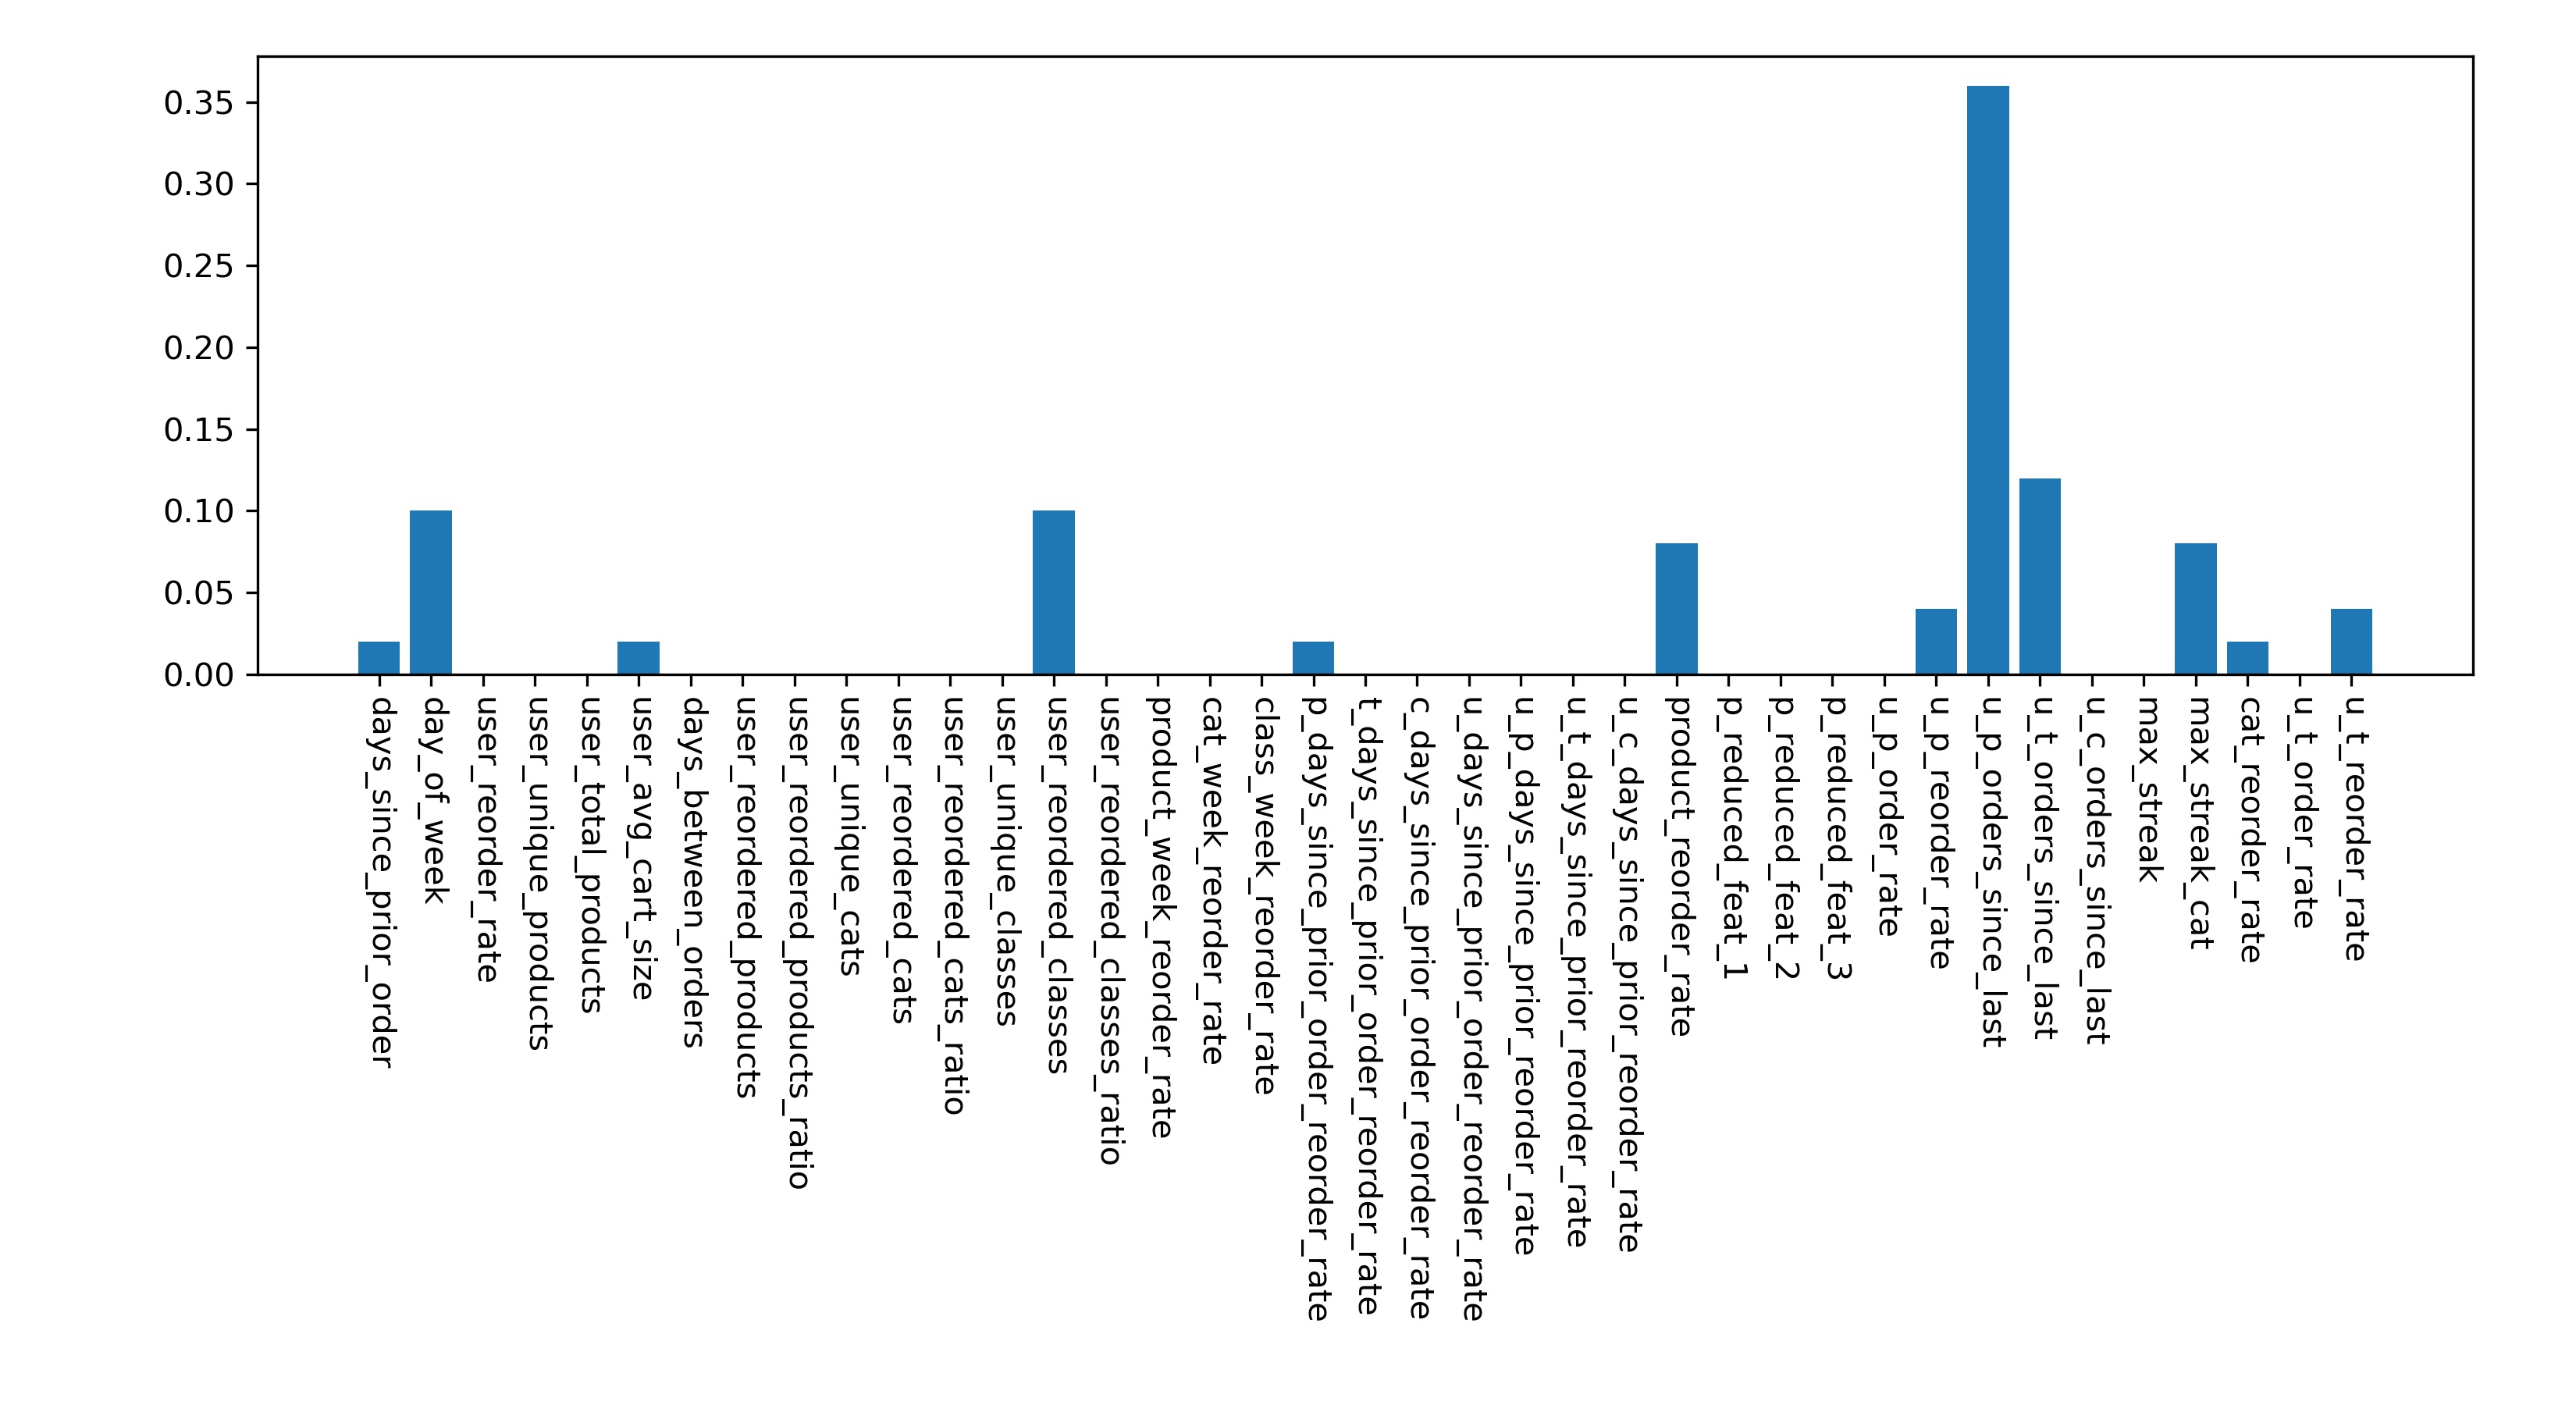 0.35
0.30
0.25
0.20
0.15
0.10
0.05
0.00
days_since_prior_order
day_of_week
user_reorder_rate
user_unique_products
user_total_products
user_avg_cart_size
days_between_orders
user_reordered_products
user_reordered_products_ratio
user_unique_cats
user_reordered_cats
user_reordered_cats_ratio
user_unique_classes
user_reordered_classes
user_reordered_classes_ratio
product_week_reorder_rate
cat_week_reorder_rate
class_week_reorder_rate
p_days_since_prior_order_reorder_rate
t_days_since_prior_order_reorder_rate
c_days_since_prior_order_reorder_rate
u_days_since_prior_order_reorder_rate
u_p_days_since_prior_reorder_rate
u_t_days_since_prior_reorder_rate
u_c_days_since_prior_reorder_rate
product_reorder_rate
p_reduced_feat_1
p_reduced_feat_2
p_reduced_feat_3
u_p_order_rate
u_p_reorder_rate
u_p_orders_since_last
u_t_orders_since_last
u_c_orders_since_last
max_streak
max_streak_cat
cat_reorder_rate
u_t_order_rate
u_t_reorder_rate